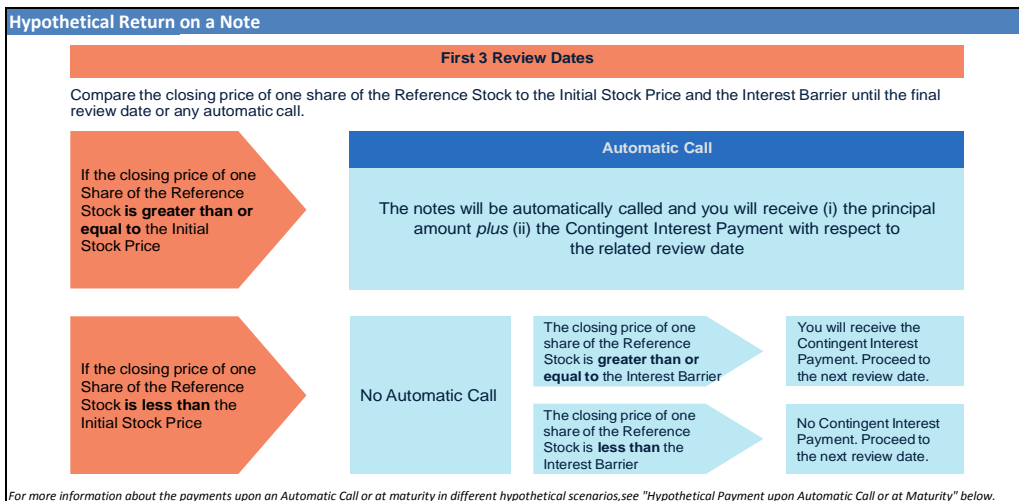 Hypothetical Return on a Note
First 3 Review Dates
Compare the closing price of one share of the Reference Stock to the Initial Stock Price and the Interest Barrier until the final
review date or any automatic call.
If the closing price of one
Share of the Reference
Stock is greater than or
equal to the Initial
Stock Price
Automatic Call
The notes will be automatically called and you will receive (i) the principal
amount plus (ii) the Contingent Interest Payment with respect to
the related review date
If the closing price of one
Share of the Reference
Stock is less than the
Initial Stock Price
No Automatic Call
The closing price of one
share of the Reference
Stock is greater than or
equal to the Interest Barrier
You will receive the
Contingent Interest
Payment. Proceed to
the next review date.
The closing price of one
share of the Reference
Stock is less than the
Interest Barrier
No Contingent Interest
Payment. Proceed to
the next review date.
For more information about the payments upon an Automatic Call or at maturity in different hypothetical scenarios,see "Hypothetical Payment upon Automatic Call or at Maturity" below.